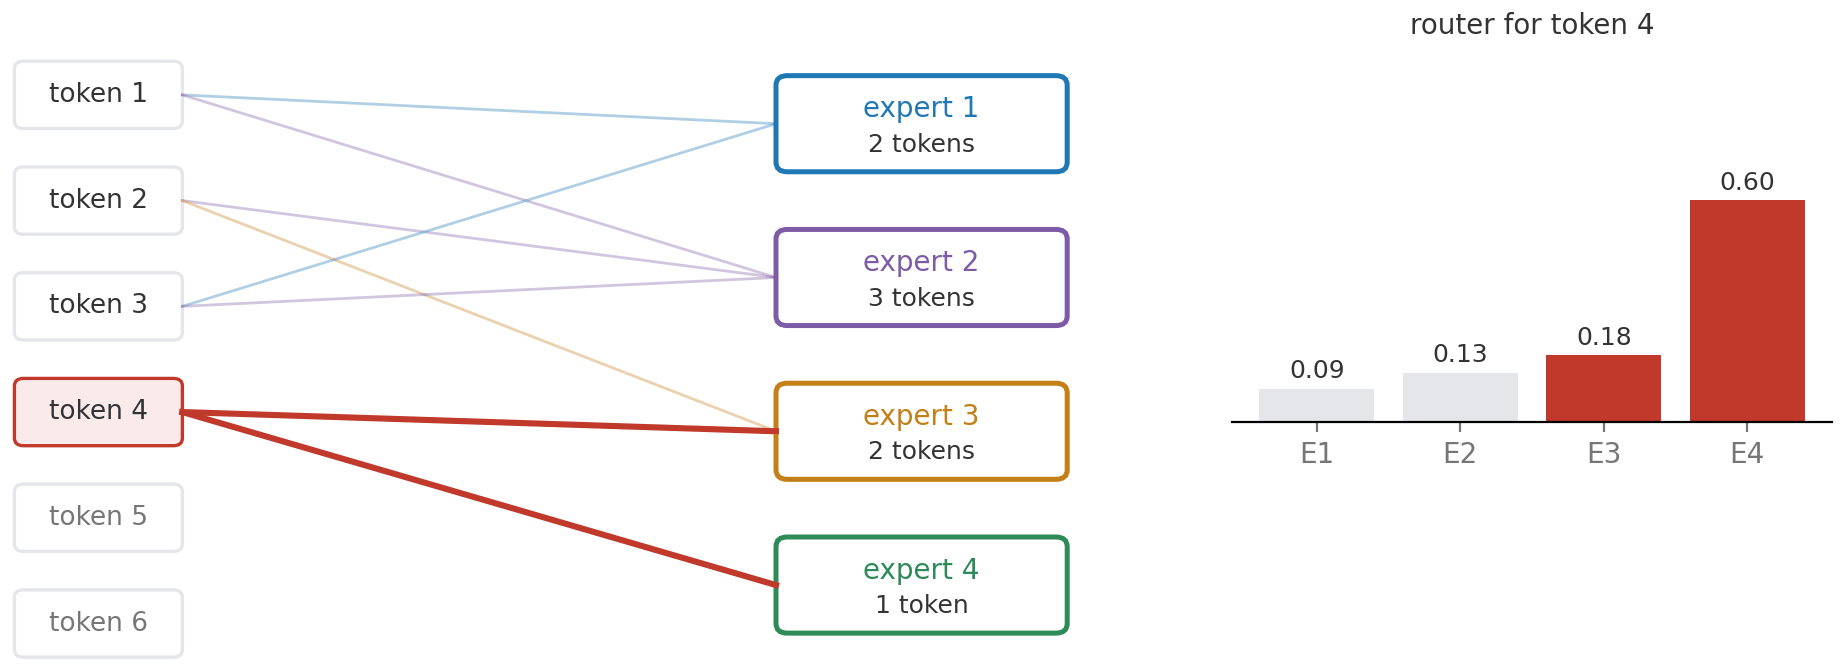 token 1
token 2
token 3
token 4
token 5
token 6
expert 1
2 tokens
expert 2
3 tokens
expert 3
2 tokens
expert 4
1 token
router for token 4
0.09
0.13
0.18
0.60
E1
E2
E3
E4